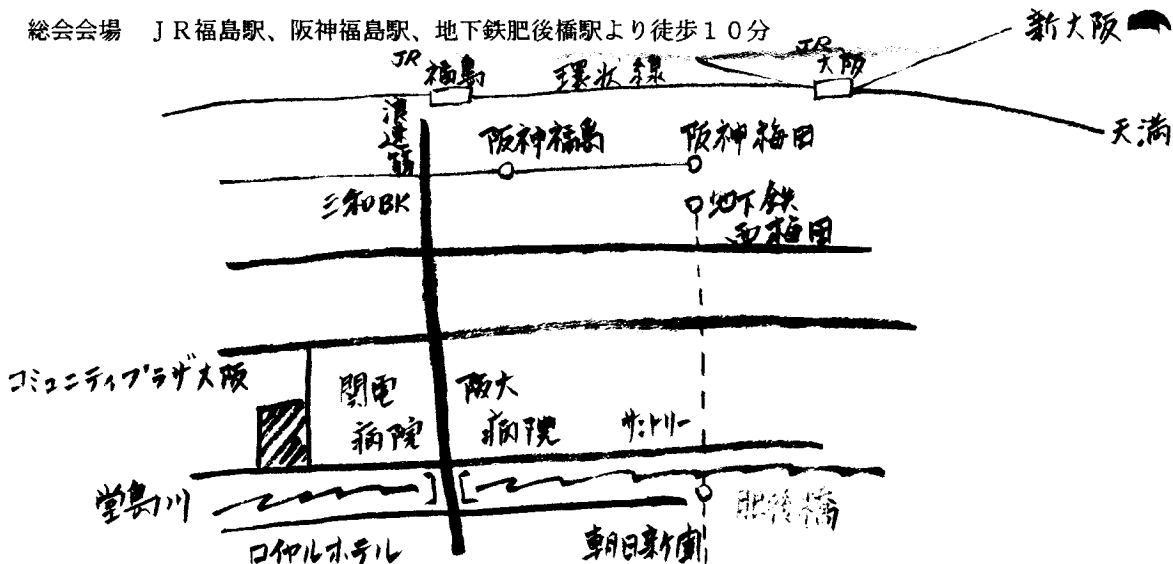 総会会場　ＪＲ福島駅、阪神福島駅、地下鉄肥後橋駅より徒歩１０分
新大阪
JR
福島
環状線
JR
大阪
天満
浪速筋
阪神福島
阪神梅田
三和BK
地下鉄
西梅田
コミュニティプラザ大阪
関電
病院
阪大
病院
サントリー
堂島川
肥後橋
ロイヤルホテル
朝日新聞